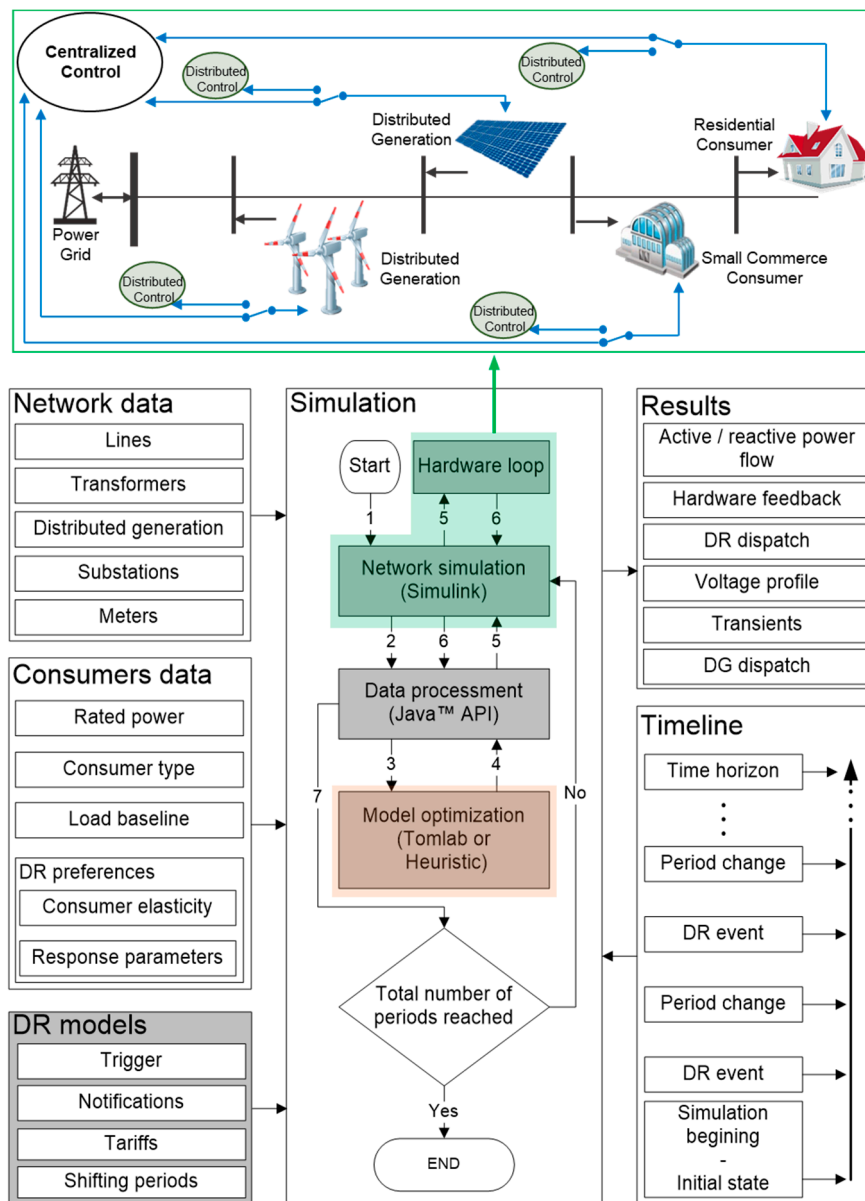 Centralized
Control
Distributed
Control
Distributed
Control
Distributed
Generation
Residential
Consumer
Power
Grid
Distributed
Generation
Small Commerce
Consumer
Distributed
Control
Distributed
Control
Network data
Lines
Transformers
Distributed generation
Substations
Meters
Consumers data
Rated power
Consumer type
Load baseline
DR preferences
Consumer elasticity
Response parameters
DR models
Trigger
Notifications
Tariffs
Shifting periods
Simulation
Start
Hardware loop
1
5
6
Network simulation
(Simulink)
2
6
5
Data processment
(Java™ API)
3
4
7
No
Model optimization
(Tomlab or
Heuristic)
Total number of
periods reached
Yes
END
Results
Active / reactive power
flow
Hardware feedback
DR dispatch
Voltage profile
Transients
DG dispatch
Timeline
Time horizon
Period change
DR event
Period change
DR event
Simulation
begining
-
Initial state